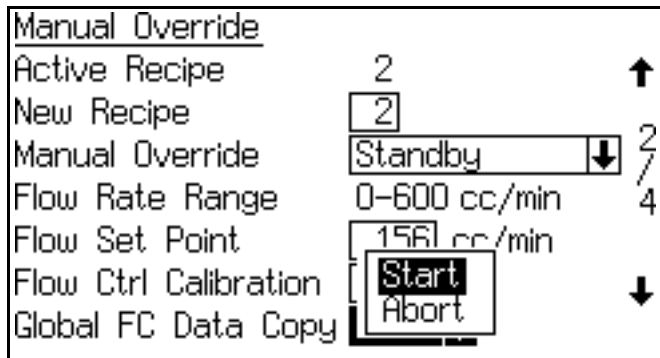 Manual Override
Active Recipe 2
New Recipe 2
Manual Override Standby
Flow Rate Range 0-600 cc/min
Flow Set Point 156 cc/min
Flow Ctrl Calibration Start
Abort
Global FC Data Copy
2/4